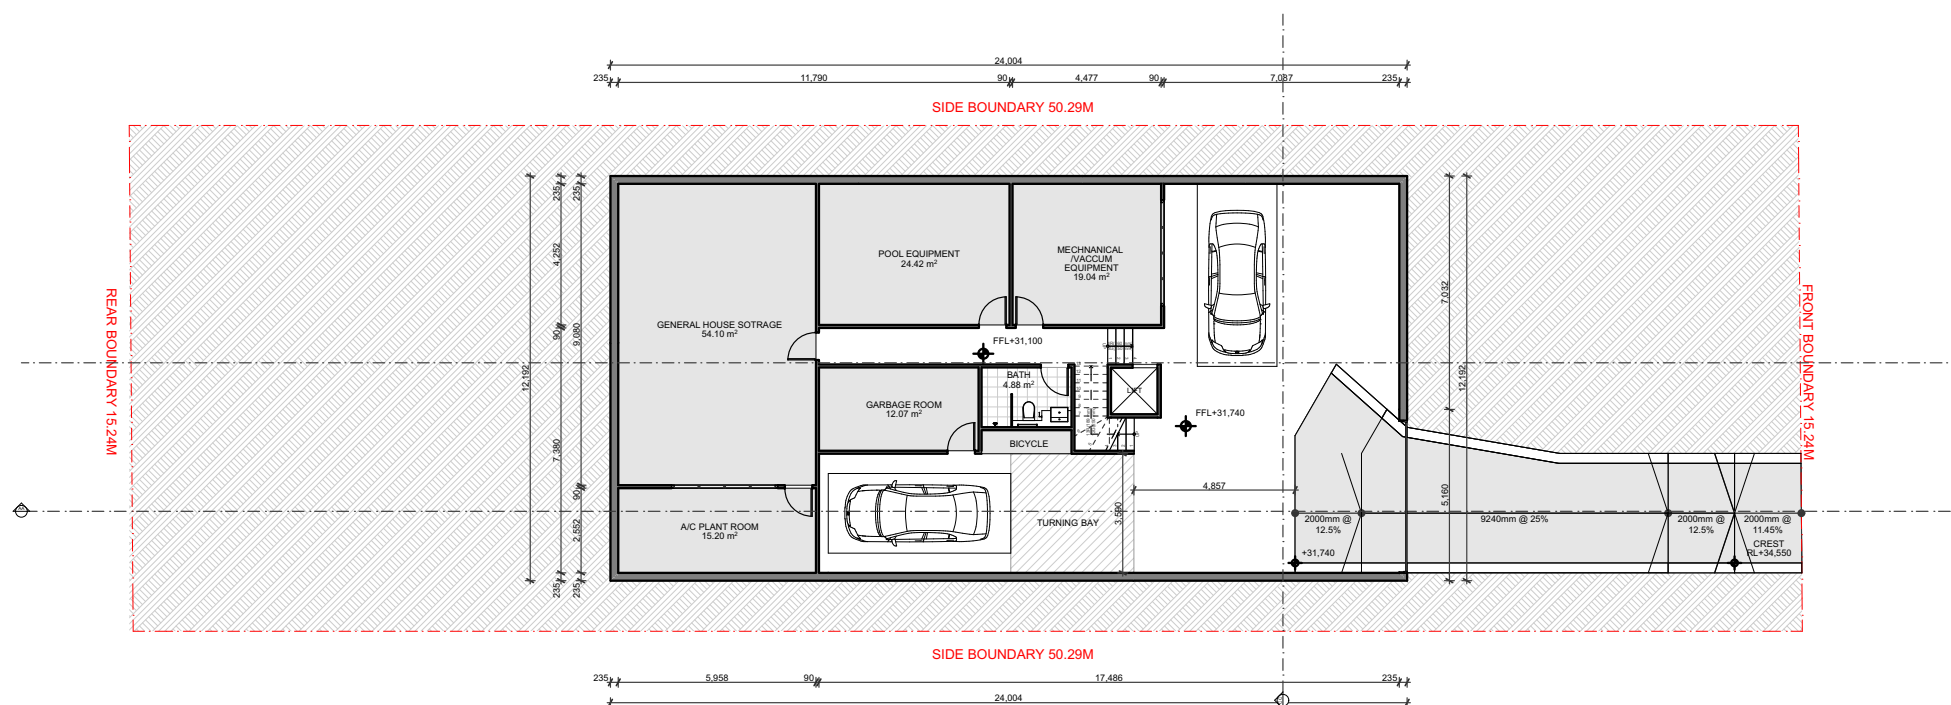 24,004
235
11,790
90
4,477
90
7,087
235
SIDE BOUNDARY 50.29M
REAR BOUNDARY 15.24M
FRONT BOUNDARY 15.24M
12,192
235
4,252
90
7,380
235
235
9,080
90
2,552
235
GENERAL HOUSE SOTRAGE
54.10 m²
POOL EQUIPMENT
24.42 m²
MECHNANICAL
/VACCUM
EQUIPMENT
19.04 m²
FFL+31,100
BATH
4.88 m²
LIFT
GARBAGE ROOM
12.07 m²
FFL+31,740
BICYCLE
A/C PLANT ROOM
15.20 m²
TURNING BAY
3,590
4,857
7,032
5,160
12,192
2000mm @
12.5%
9240mm @ 25%
2000mm @
12.5%
2000mm @
11.45%
+31,740
CREST
RL+34,550
SIDE BOUNDARY 50.29M
235
5,958
90
17,486
235
24,004